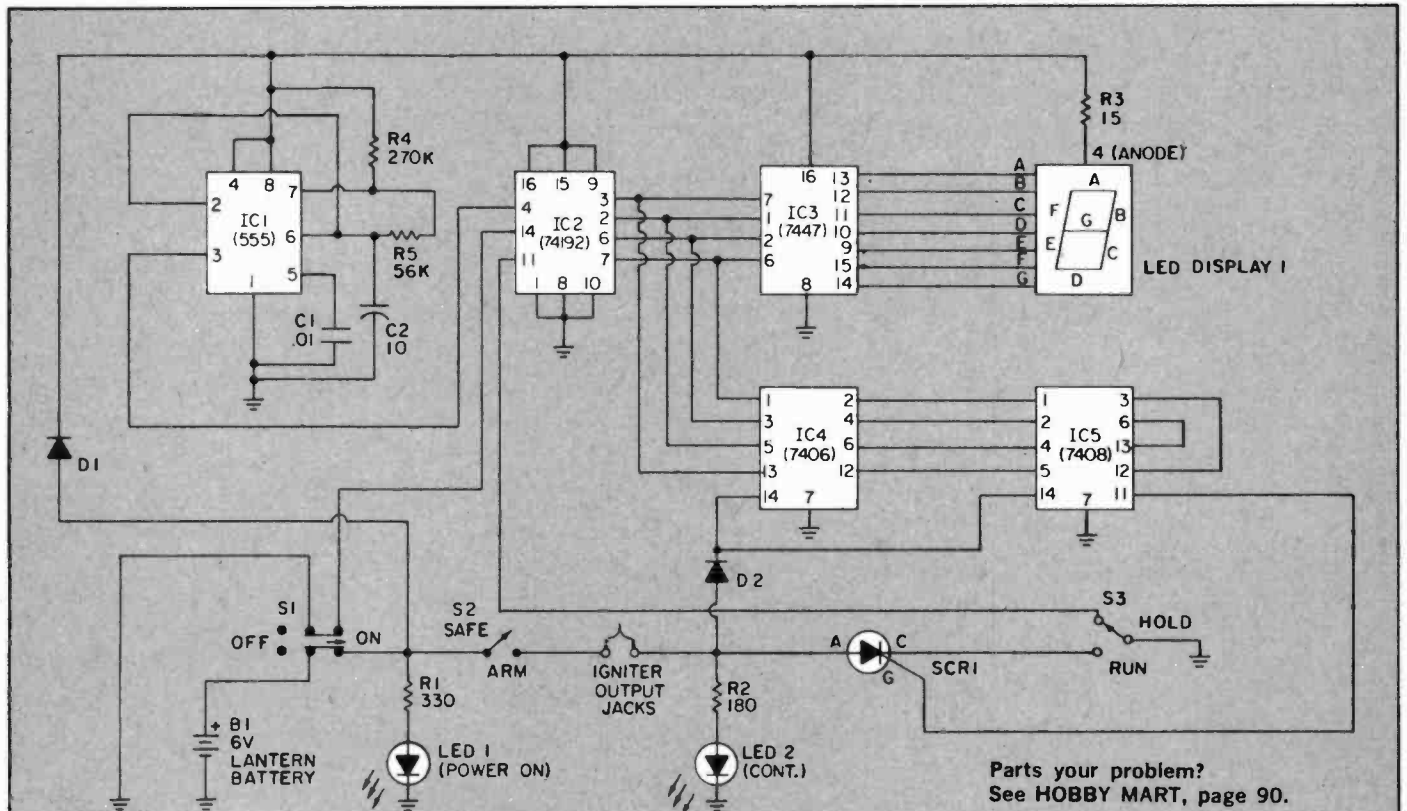 R3
15
4 (ANODE)
R4
270K
4 8 7
2
IC1
(555)
6
3
5
1
R5
56K
C1
.01
C2
10
16 15 9
4
3
14
IC2
(74192)
2
11
6
7
1 8 10
16 13
7 12
1
IC3
(7447)
11
2 10
9
6 15
8 14
A
B
C
D
E
F
G
A
F
B
G
E
C
D
LED DISPLAY 1
1 2
3 4
IC4
(7406)
5 6
13 12
14 7
1 3
2 6
IC5
(7408)
4 13
5 12
14 7 11
D1
D2
S1
OFF
ON
S2
SAFE
ARM
IGNITER
OUTPUT
JACKS
A
C
G
SCR1
S3
HOLD
RUN
R1
330
R2
180
+ B1
6V
LANTERN
BATTERY
LED 1
(POWER ON)
LED 2
(CONT.)
Parts your problem?
See HOBBY MART, page 90.